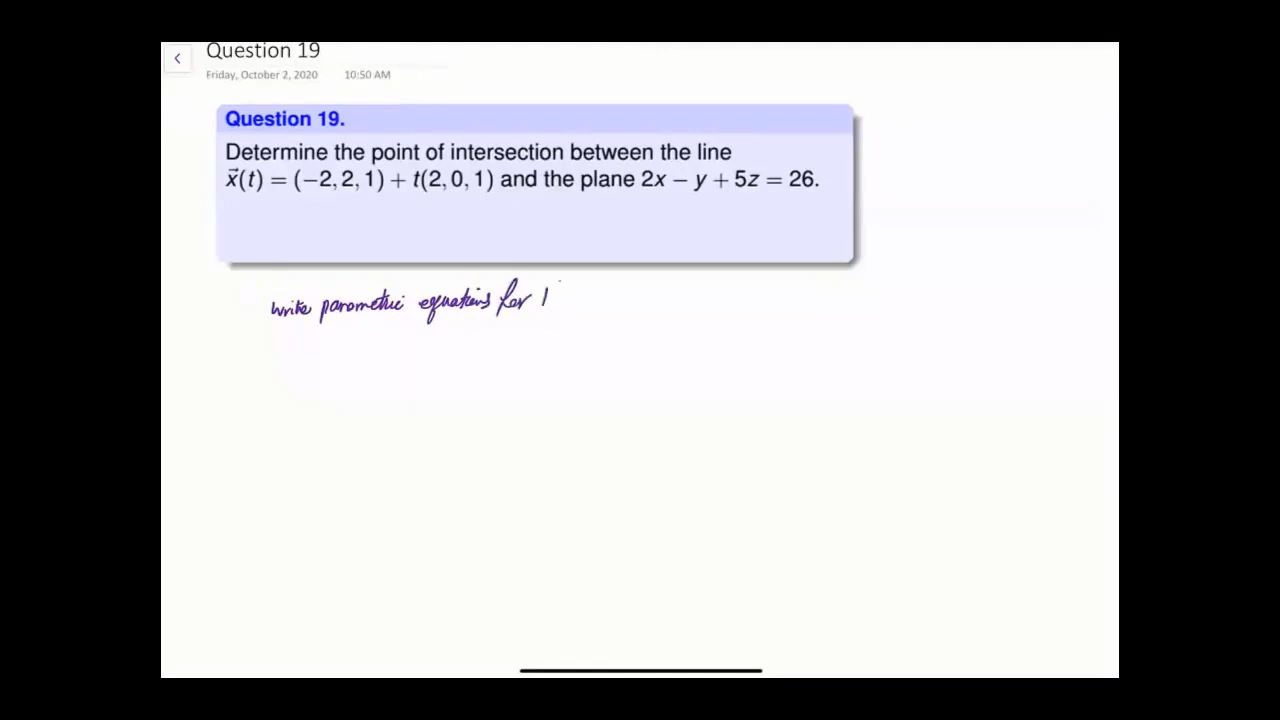 Question 19
Friday, October 2, 2020 10:50 AM
Question 19.
Determine the point of intersection between the line
x⃗(t) = (−2, 2, 1) + t(2, 0, 1) and the plane 2x − y + 5z = 26.
write parametric equations for l